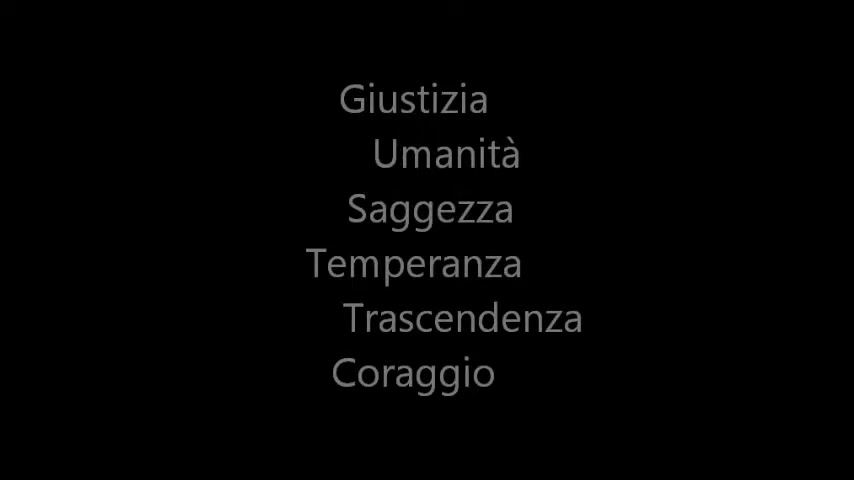 Giustizia
Umanità
Saggezza
Temperanza
Trascendenza
Coraggio